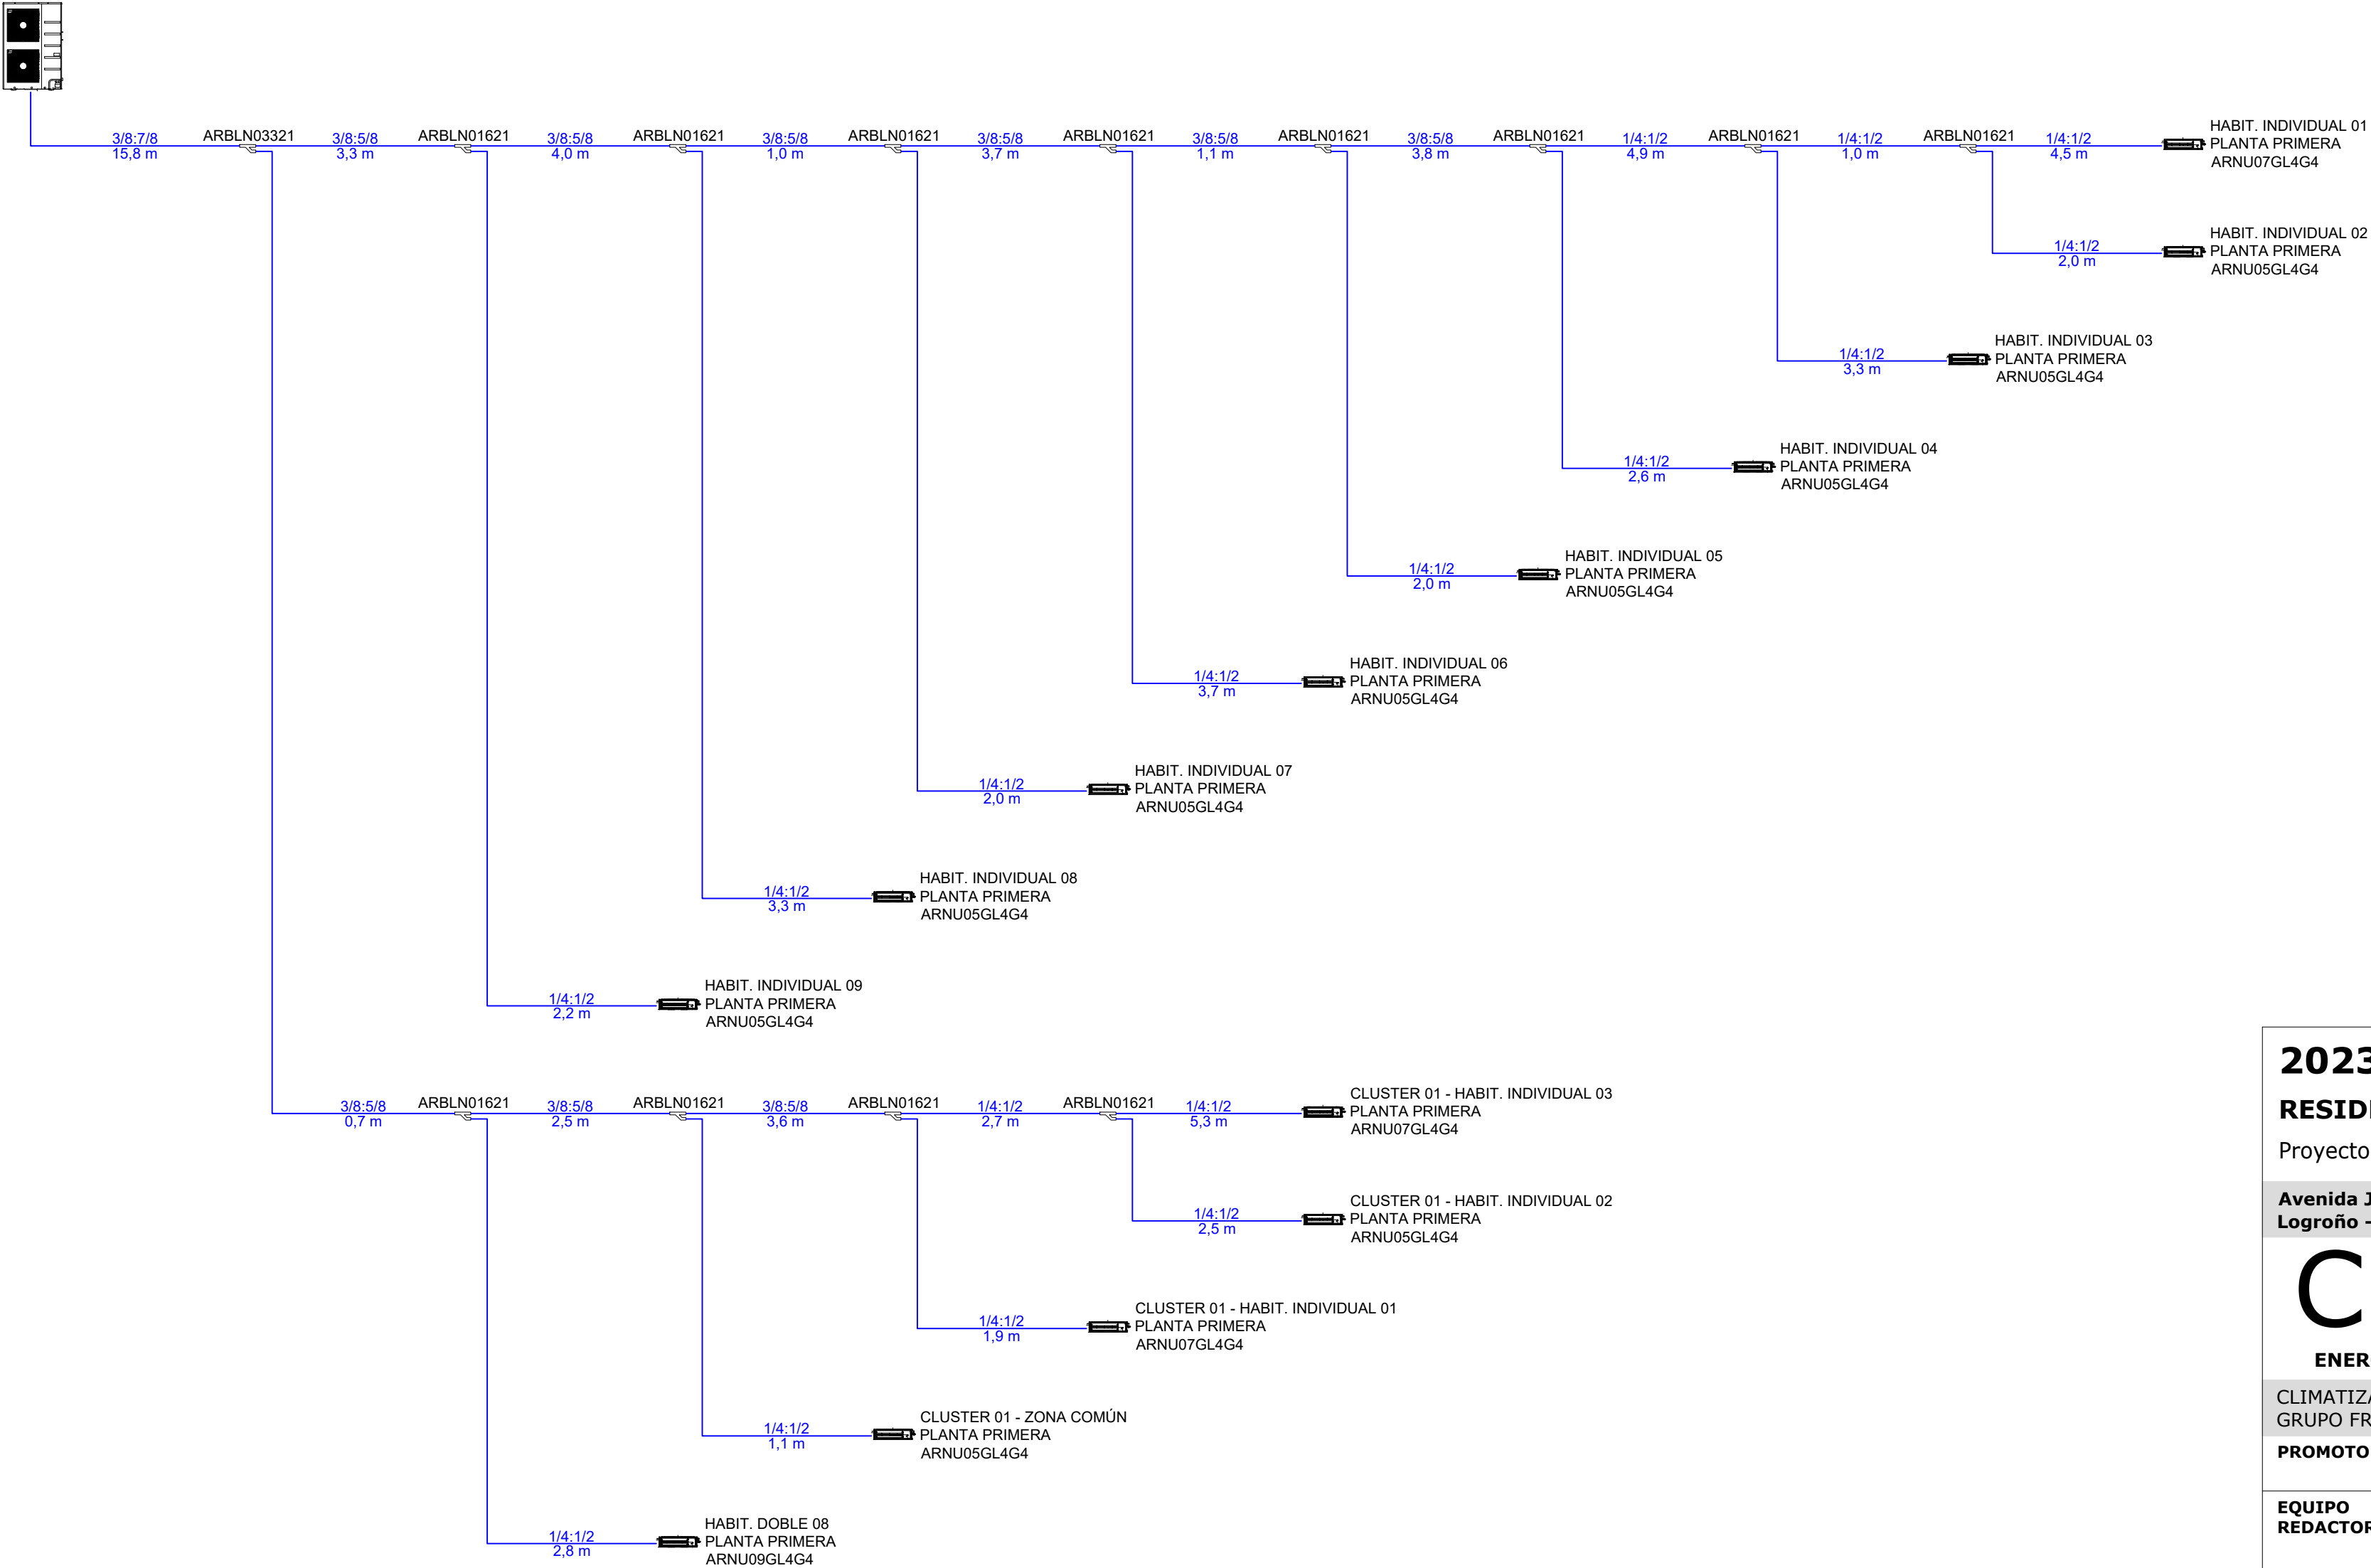 3/8:7/8
15,8 m
ARBLN03321
3/8:5/8
3,3 m
ARBLN01621
3/8:5/8
4,0 m
ARBLN01621
3/8:5/8
1,0 m
ARBLN01621
3/8:5/8
3,7 m
ARBLN01621
3/8:5/8
1,1 m
ARBLN01621
3/8:5/8
3,8 m
ARBLN01621
1/4:1/2
4,9 m
ARBLN01621
1/4:1/2
1,0 m
ARBLN01621
1/4:1/2
4,5 m
HABIT. INDIVIDUAL 01
PLANTA PRIMERA
ARNU07GL4G4
1/4:1/2
2,0 m
HABIT. INDIVIDUAL 02
PLANTA PRIMERA
ARNU05GL4G4
1/4:1/2
3,3 m
HABIT. INDIVIDUAL 03
PLANTA PRIMERA
ARNU05GL4G4
1/4:1/2
2,6 m
HABIT. INDIVIDUAL 04
PLANTA PRIMERA
ARNU05GL4G4
1/4:1/2
2,0 m
HABIT. INDIVIDUAL 05
PLANTA PRIMERA
ARNU05GL4G4
1/4:1/2
3,7 m
HABIT. INDIVIDUAL 06
PLANTA PRIMERA
ARNU05GL4G4
1/4:1/2
2,0 m
HABIT. INDIVIDUAL 07
PLANTA PRIMERA
ARNU05GL4G4
1/4:1/2
3,3 m
HABIT. INDIVIDUAL 08
PLANTA PRIMERA
ARNU05GL4G4
1/4:1/2
2,2 m
HABIT. INDIVIDUAL 09
PLANTA PRIMERA
ARNU05GL4G4
3/8:5/8
0,7 m
ARBLN01621
3/8:5/8
2,5 m
ARBLN01621
3/8:5/8
3,6 m
ARBLN01621
1/4:1/2
2,7 m
ARBLN01621
1/4:1/2
5,3 m
CLUSTER 01 - HABIT. INDIVIDUAL 03
PLANTA PRIMERA
ARNU07GL4G4
1/4:1/2
2,5 m
CLUSTER 01 - HABIT. INDIVIDUAL 02
PLANTA PRIMERA
ARNU05GL4G4
1/4:1/2
1,9 m
CLUSTER 01 - HABIT. INDIVIDUAL 01
PLANTA PRIMERA
ARNU07GL4G4
1/4:1/2
1,1 m
CLUSTER 01 - ZONA COMÚN
PLANTA PRIMERA
ARNU05GL4G4
1/4:1/2
2,8 m
HABIT. DOBLE 08
PLANTA PRIMERA
ARNU09GL4G4
2023
RESID
Proyecto
Avenida J
Logroño -
C
ENER
CLIMATIZ
GRUPO FR
PROMOTO
EQUIPO
REDACTOR